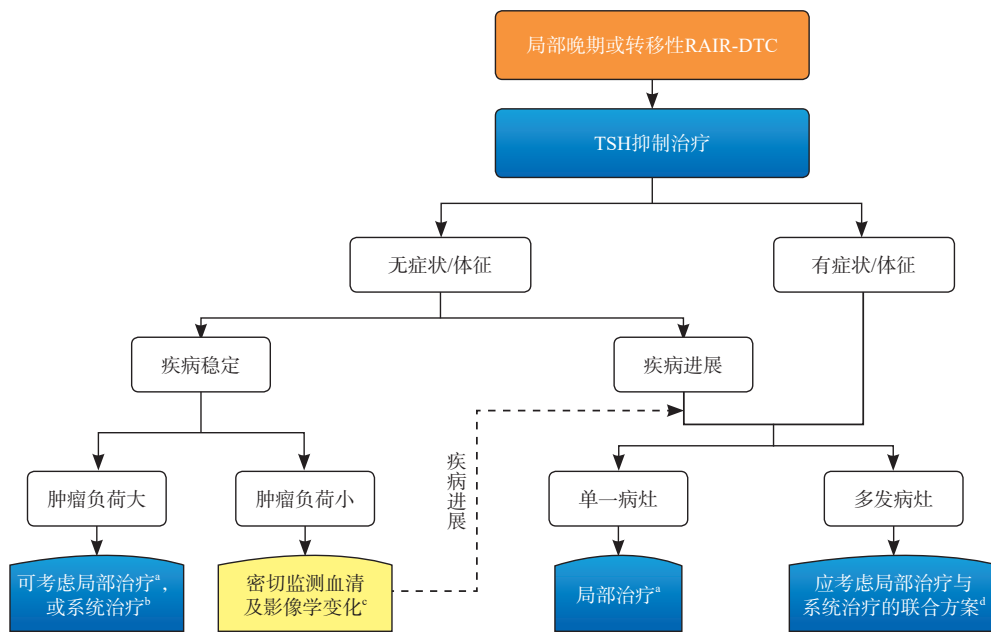 局部晚期或转移性RAIR-DTC
TSH抑制治疗
无症状/体征
有症状/体征
疾病稳定
疾病进展
疾病进展
肿瘤负荷大
肿瘤负荷小
单一病灶
多发病灶
可考虑局部治疗a,
或系统治疗b
密切监测血清
及影像学变化c
局部治疗a
应考虑局部治疗与
系统治疗的联合方案d